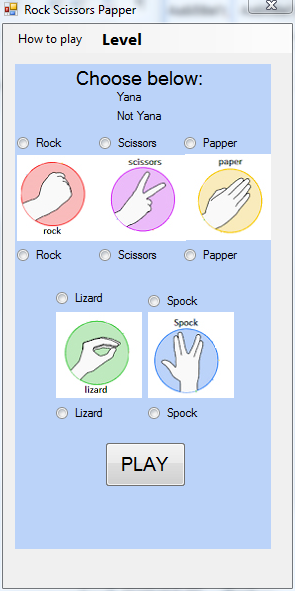 Rock Scissors Papper
How to play Level
Choose below:
Yana
Not Yana
Rock Scissors Papper
scissors paper
rock
Rock Scissors Papper
Lizard Spock
Spock
lizard
Lizard Spock
PLAY